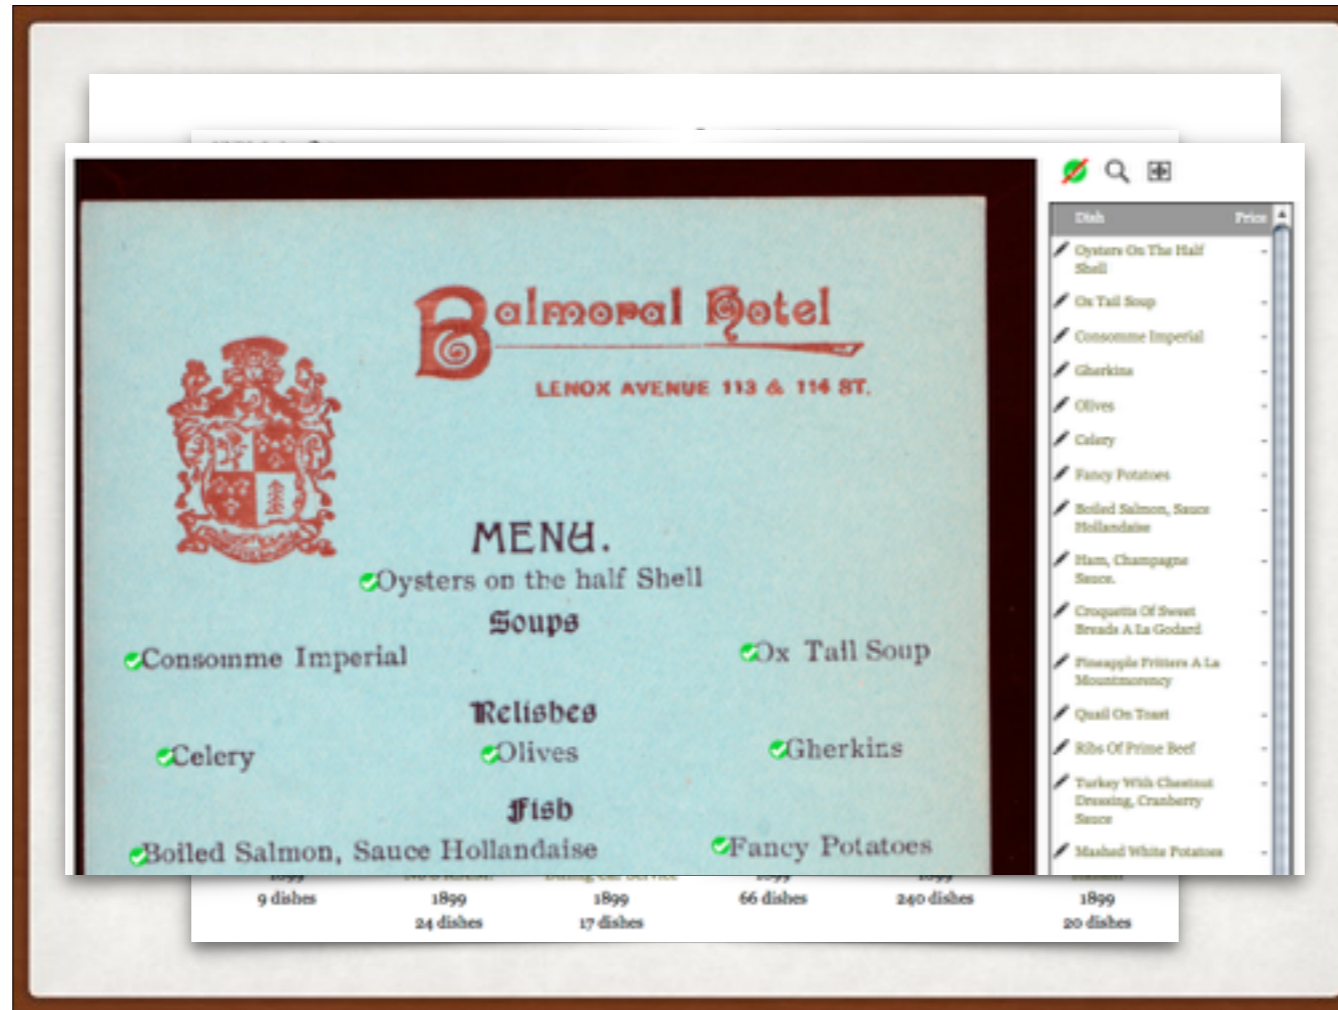 Balmoral Hotel
LENOX AVENUE 113 & 114 ST.
MENU.
Oysters on the half Shell
Soups
Consomme Imperial
Ox Tail Soup
Relishes
Celery
Olives
Gherkins
Fish
Boiled Salmon, Sauce Hollandaise
Fancy Potatoes
Dish
Price
Oysters On The Half
Shell
-
Ox Tail Soup
-
Consomme Imperial
-
Gherkins
-
Olives
-
Celery
-
Fancy Potatoes
-
Boiled Salmon, Sauce
Hollandaise
-
Ham, Champagne
Sauce.
-
Croquetts Of Sweet
Breads A La Godard
-
Pineapple Fritters A La
Mountmorency
-
Quail On Toast
-
Ribs Of Prime Beef
-
Turkey With Chestnut
Dressing, Cranberry
Sauce
-
Mashed White Potatoes
-
9 dishes
1899
24 dishes
1899
17 dishes
66 dishes
240 dishes
1899
20 dishes